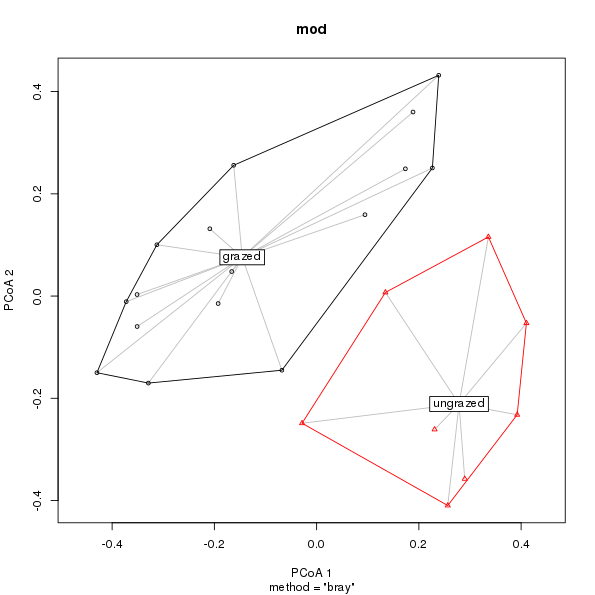 mod
0.4
0.2
0.0
-0.2
-0.4
PCoA 2
grazed
ungrazed
-0.4 -0.2 0.0 0.2 0.4
PCoA 1
method = "bray"